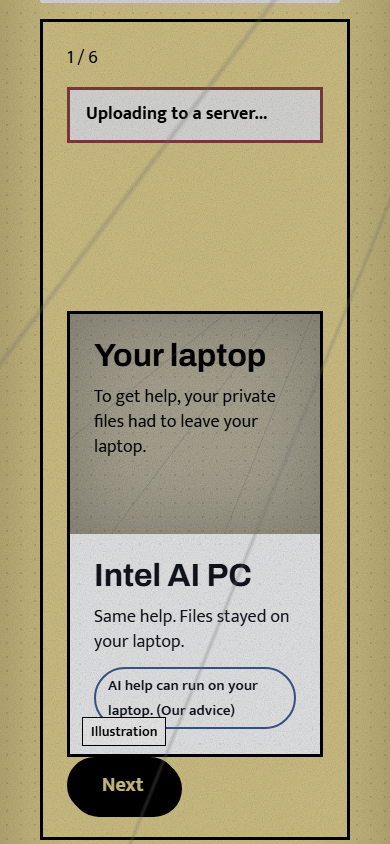 1 / 6
Uploading to a server...
Your laptop
To get help, your private
files had to leave your
laptop.
Intel AI PC
Same help. Files stayed on
your laptop.
AI help can run on your
laptop. (Our advice)
Illustration
Next